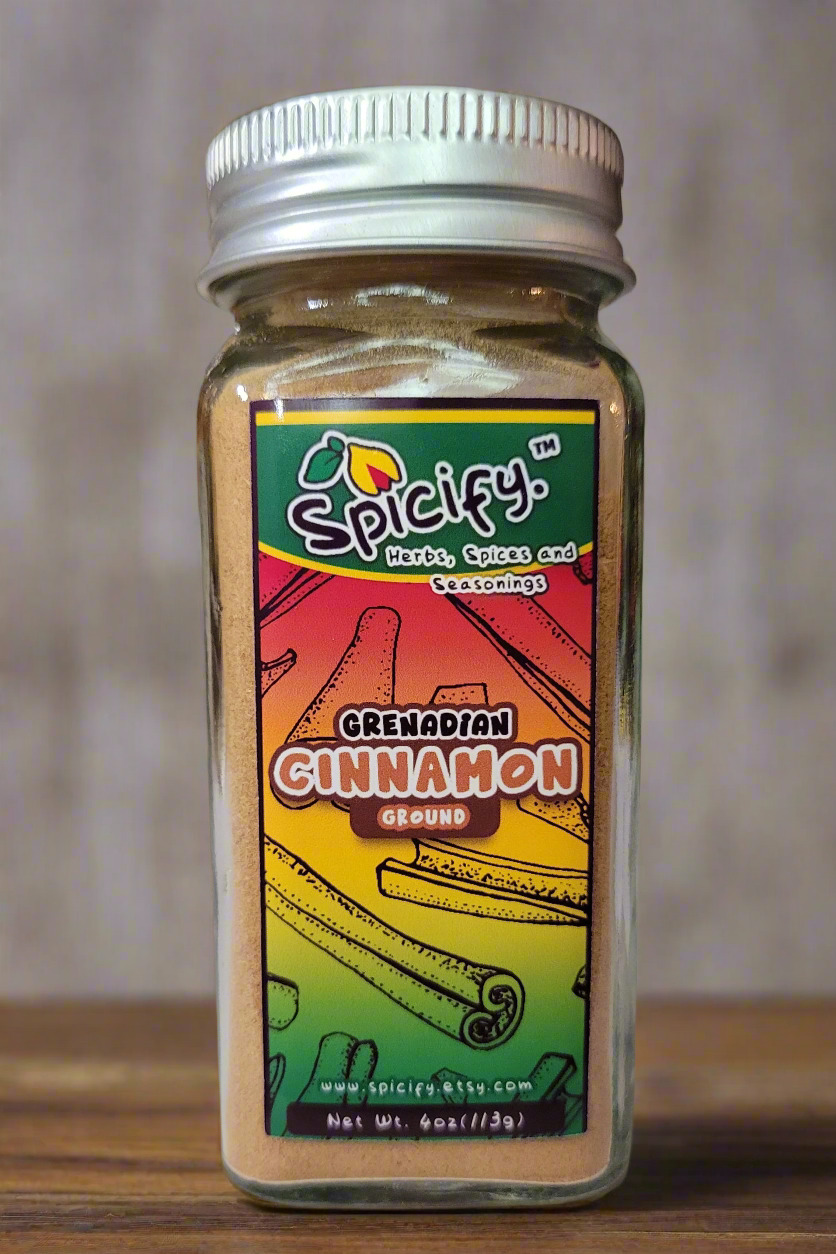 Spicify.™
Herbs, Spices and
Seasonings
GRENADIAN
CINNAMON
GROUND
www.spicify.etsy.com
Net Wt. 4oz(113g)